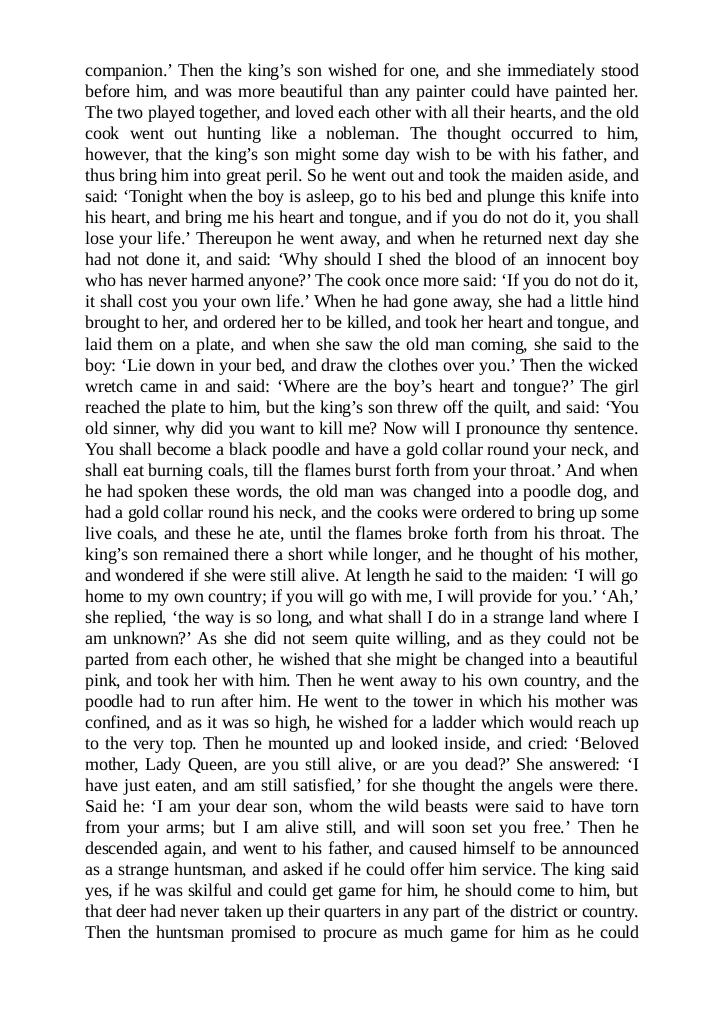 companion.’ Then the king’s son wished for one, and she immediately stood
before him, and was more beautiful than any painter could have painted her.
The two played together, and loved each other with all their hearts, and the old
cook went out hunting like a nobleman. The thought occurred to him,
however, that the king’s son might some day wish to be with his father, and
thus bring him into great peril. So he went out and took the maiden aside, and
said: ‘Tonight when the boy is asleep, go to his bed and plunge this knife into
his heart, and bring me his heart and tongue, and if you do not do it, you shall
lose your life.’ Thereupon he went away, and when he returned next day she
had not done it, and said: ‘Why should I shed the blood of an innocent boy
who has never harmed anyone?’ The cook once more said: ‘If you do not do it,
it shall cost you your own life.’ When he had gone away, she had a little hind
brought to her, and ordered her to be killed, and took her heart and tongue, and
laid them on a plate, and when she saw the old man coming, she said to the
boy: ‘Lie down in your bed, and draw the clothes over you.’ Then the wicked
wretch came in and said: ‘Where are the boy’s heart and tongue?’ The girl
reached the plate to him, but the king’s son threw off the quilt, and said: ‘You
old sinner, why did you want to kill me? Now will I pronounce thy sentence.
You shall become a black poodle and have a gold collar round your neck, and
shall eat burning coals, till the flames burst forth from your throat.’ And when
he had spoken these words, the old man was changed into a poodle dog, and
had a gold collar round his neck, and the cooks were ordered to bring up some
live coals, and these he ate, until the flames broke forth from his throat. The
king’s son remained there a short while longer, and he thought of his mother,
and wondered if she were still alive. At length he said to the maiden: ‘I will go
home to my own country; if you will go with me, I will provide for you.’ ‘Ah,’
she replied, ‘the way is so long, and what shall I do in a strange land where I
am unknown?’ As she did not seem quite willing, and as they could not be
parted from each other, he wished that she might be changed into a beautiful
pink, and took her with him. Then he went away to his own country, and the
poodle had to run after him. He went to the tower in which his mother was
confined, and as it was so high, he wished for a ladder which would reach up
to the very top. Then he mounted up and looked inside, and cried: ‘Beloved
mother, Lady Queen, are you still alive, or are you dead?’ She answered: ‘I
have just eaten, and am still satisfied,’ for she thought the angels were there.
Said he: ‘I am your dear son, whom the wild beasts were said to have torn
from your arms; but I am alive still, and will soon set you free.’ Then he
descended again, and went to his father, and caused himself to be announced
as a strange huntsman, and asked if he could offer him service. The king said
yes, if he was skilful and could get game for him, he should come to him, but
that deer had never taken up their quarters in any part of the district or country.
Then the huntsman promised to procure as much game for him as he could